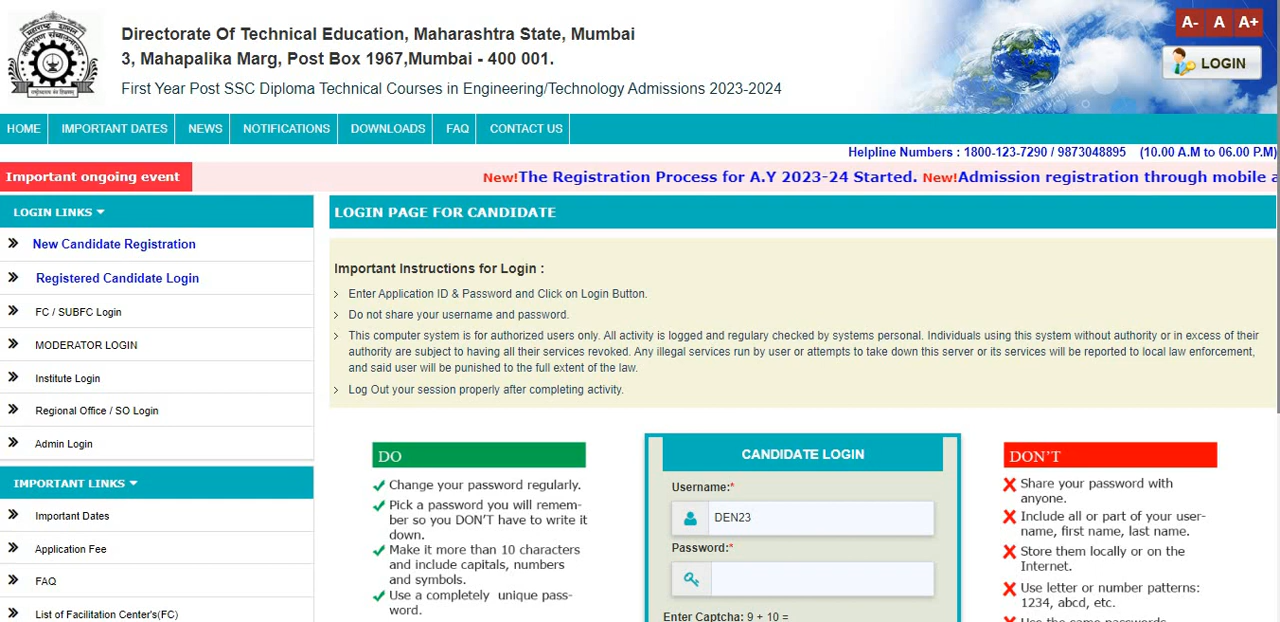 Directorate Of Technical Education, Maharashtra State, Mumbai
3, Mahapalika Marg, Post Box 1967,Mumbai - 400 001.
First Year Post SSC Diploma Technical Courses in Engineering/Technology Admissions 2023-2024
A- A A+
LOGIN
HOME IMPORTANT DATES NEWS NOTIFICATIONS DOWNLOADS FAQ CONTACT US
Helpline Numbers : 1800-123-7290 / 9873048895 (10.00 A.M to 06.00 P.M)
Important ongoing event
New!The Registration Process for A.Y 2023-24 Started. New!Admission registration through mobile a
LOGIN LINKS
New Candidate Registration
Registered Candidate Login
FC / SUBFC Login
MODERATOR LOGIN
Institute Login
Regional Office / SO Login
Admin Login
IMPORTANT LINKS
Important Dates
Application Fee
FAQ
List of Facilitation Center's(FC)
LOGIN PAGE FOR CANDIDATE
Important Instructions for Login :
Enter Application ID & Password and Click on Login Button.
Do not share your username and password.
This computer system is for authorized users only. All activity is logged and regulary checked by systems personal. Individuals using this system without authority or in excess of their
authority are subject to having all their services revoked. Any illegal services run by user or attempts to take down this server or its services will be reported to local law enforcement,
and said user will be punished to the full extent of the law.
Log Out your session properly after completing activity.
DO
Change your password regularly.
Pick a password you will remem-
ber so you DON'T have to write it
down.
Make it more than 10 characters
and include capitals, numbers
and symbols.
Use a completely unique pass-
word.
CANDIDATE LOGIN
Username:*
DEN23
Password:*
Enter Captcha: 9 + 10 =
DON'T
Share your password with
anyone.
Include all or part of your user-
name, first name, last name.
Store them locally or on the
Internet.
Use letter or number patterns:
1234, abcd, etc.
Use the same passwords